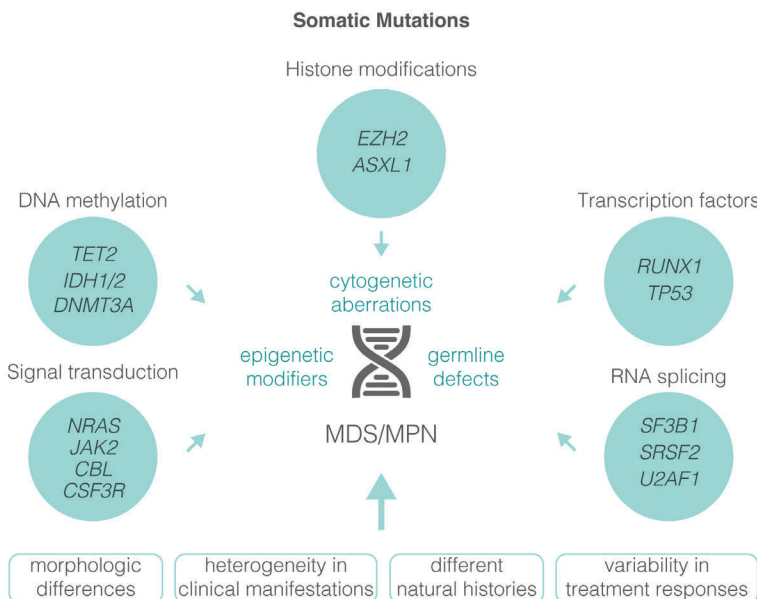 Somatic Mutations
Histone modifications
EZH2
ASXL1
DNA methylation
TET2
IDH1/2
DNMT3A
Transcription factors
RUNX1
TP53
cytogenetic
aberrations
epigenetic
modifiers
germline
defects
Signal transduction
NRAS
JAK2
CBL
CSF3R
RNA splicing
SF3B1
SRSF2
U2AF1
MDS/MPN
morphologic
differences
heterogeneity in
clinical manifestations
different
natural histories
variability in
treatment responses